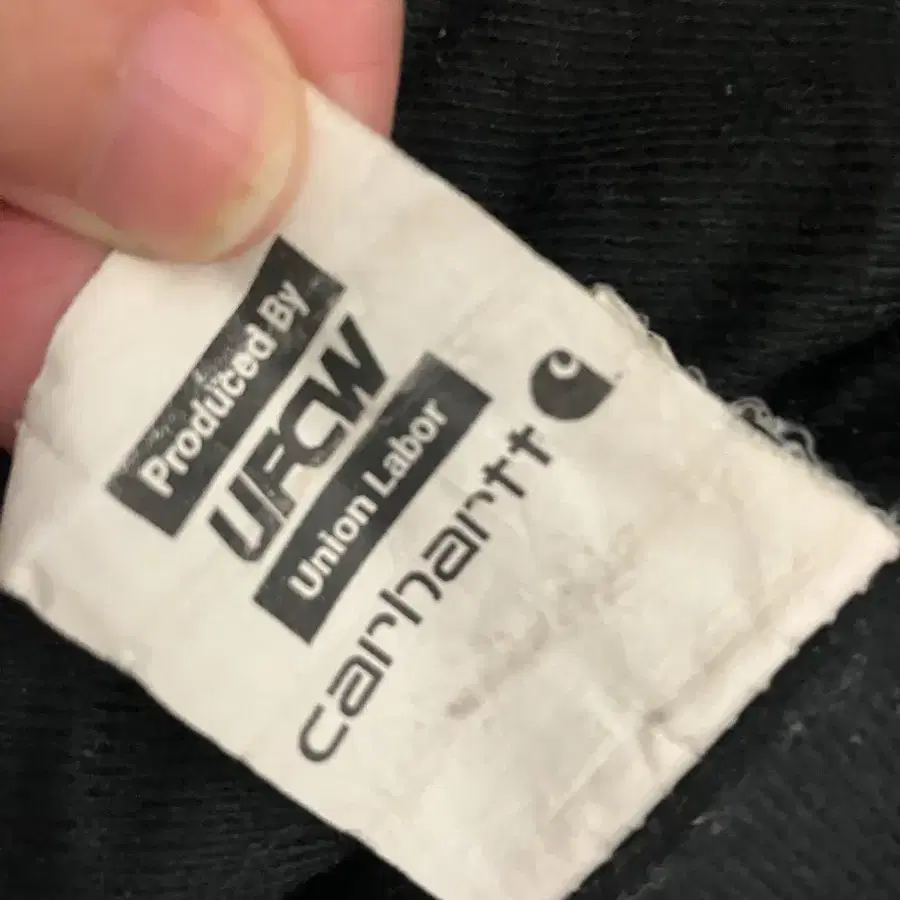 Produced By
UFCW
Union Labor
carhartt